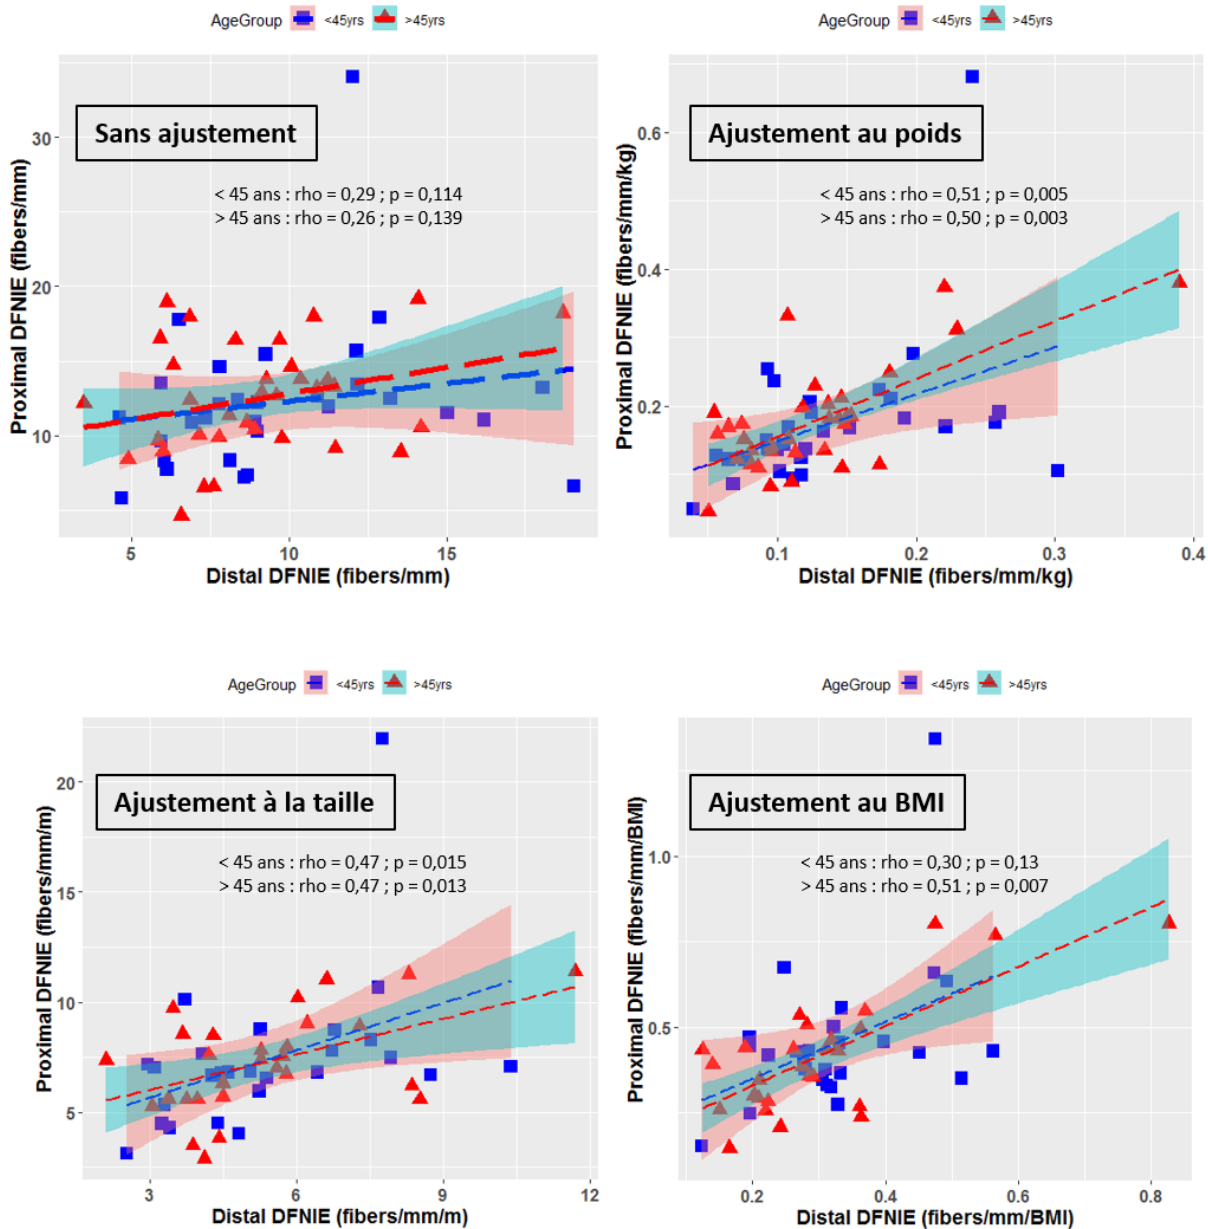 AgeGroup <45yrs >45yrs
Sans ajustement
< 45 ans : rho = 0,29 ; p = 0,114
> 45 ans : rho = 0,26 ; p = 0,139
Proximal DFNIE (fibers/mm)
30
20
10
5 10 15
Distal DFNIE (fibers/mm)
AgeGroup <45yrs >45yrs
Ajustement au poids
< 45 ans : rho = 0,51 ; p = 0,005
> 45 ans : rho = 0,50 ; p = 0,003
Proximal DFNIE (fibers/mm/kg)
0.6
0.4
0.2
0.1 0.2 0.3 0.4
Distal DFNIE (fibers/mm/kg)
AgeGroup <45yrs >45yrs
Ajustement à la taille
< 45 ans : rho = 0,47 ; p = 0,015
> 45 ans : rho = 0,47 ; p = 0,013
Proximal DFNIE (fibers/mm/m)
20
15
10
5
3 6 9 12
Distal DFNIE (fibers/mm/m)
AgeGroup <45yrs >45yrs
Ajustement au BMI
< 45 ans : rho = 0,30 ; p = 0,13
> 45 ans : rho = 0,51 ; p = 0,007
Proximal DFNIE (fibers/mm/BMI)
1.0
0.5
0.2 0.4 0.6 0.8
Distal DFNIE (fibers/mm/BMI)